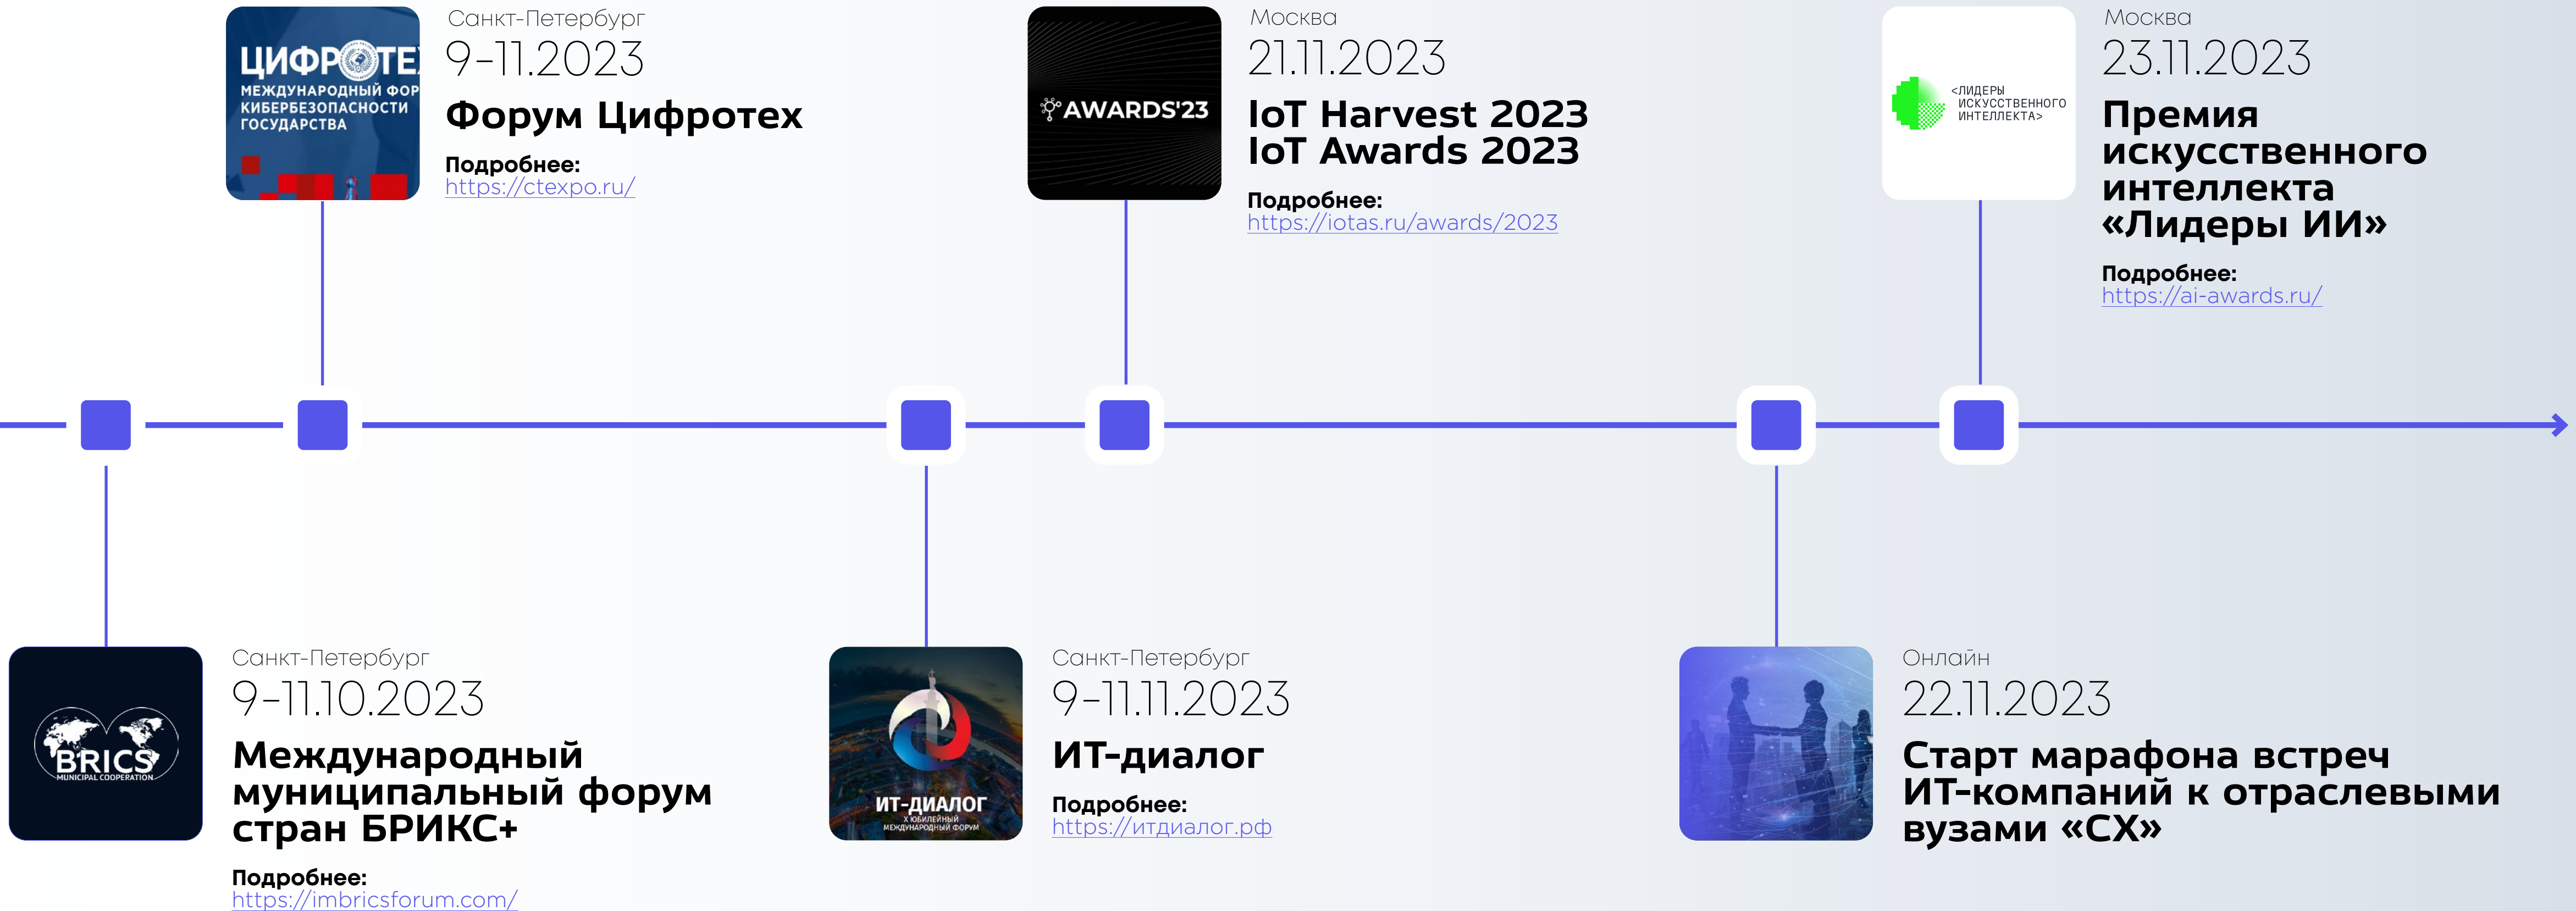 ЦИФРОТЕХ
МЕЖДУНАРОДНЫЙ ФОР
КИБЕРБЕЗОПАСНОСТИ
ГОСУДАРСТВА
Санкт-Петербург
9-11.2023
Форум Цифротех
Подробнее:
https://ctexpo.ru/
AWARDS'23
Москва
21.11.2023
IoT Harvest 2023
IoT Awards 2023
Подробнее:
https://iotas.ru/awards/2023
<ЛИДЕРЫ
ИСКУССТВЕННОГО
ИНТЕЛЛЕКТА>
Москва
23.11.2023
Премия
искусственного
интеллекта
«Лидеры ИИ»
Подробнее:
https://ai-awards.ru/
BRICS
MUNICIPAL COOPERATION
Санкт-Петербург
9-11.10.2023
Международный
муниципальный форум
стран БРИКС+
Подробнее:
https://imbricsforum.com/
ИТ-ДИАЛОГ
X ЮБИЛЕЙНЫЙ
МЕЖДУНАРОДНЫЙ ФОРУМ
Санкт-Петербург
9-11.11.2023
ИТ-диалог
Подробнее:
https://итдиалог.рф
Онлайн
22.11.2023
Старт марафона встреч
ИТ-компаний к отраслевыми
вузами «СХ»